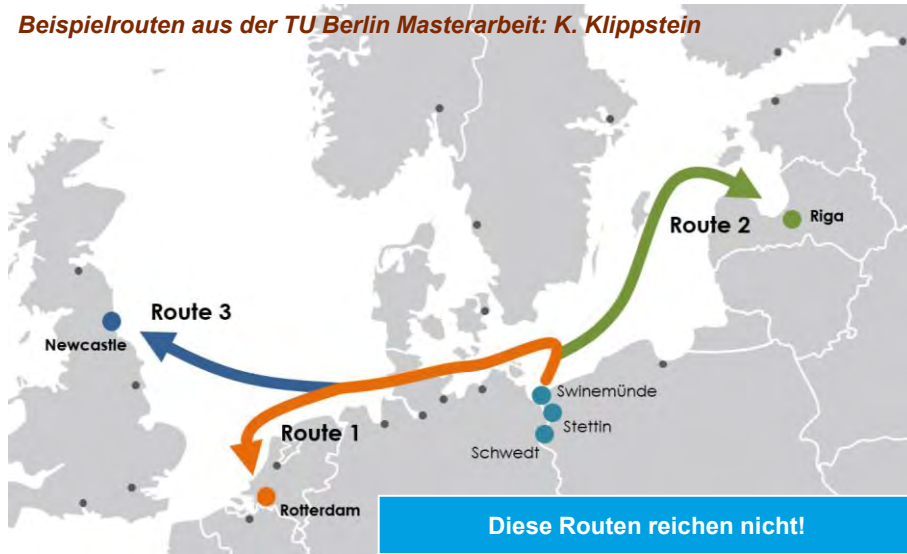 Beispielrouten aus der TU Berlin Masterarbeit: K. Klippstein
Route 2
Riga
Route 3
Newcastle
Swinemünde
Stettin
Route 1
Schwedt
Rotterdam
Diese Routen reichen nicht!